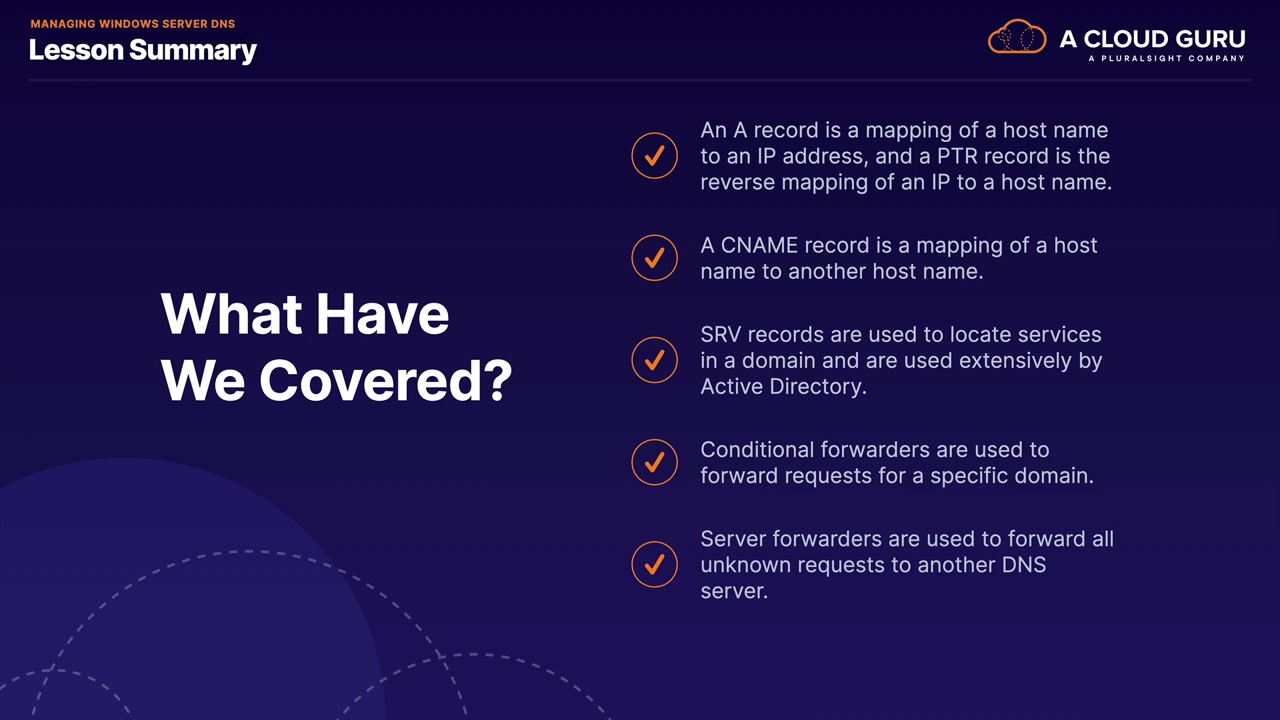 MANAGING WINDOWS SERVER DNS
Lesson Summary
A CLOUD GURU
A PLURALSIGHT COMPANY
What Have
We Covered?
An A record is a mapping of a host name
to an IP address, and a PTR record is the
reverse mapping of an IP to a host name.
A CNAME record is a mapping of a host
name to another host name.
SRV records are used to locate services
in a domain and are used extensively by
Active Directory.
Conditional forwarders are used to
forward requests for a specific domain.
Server forwarders are used to forward all
unknown requests to another DNS
server.